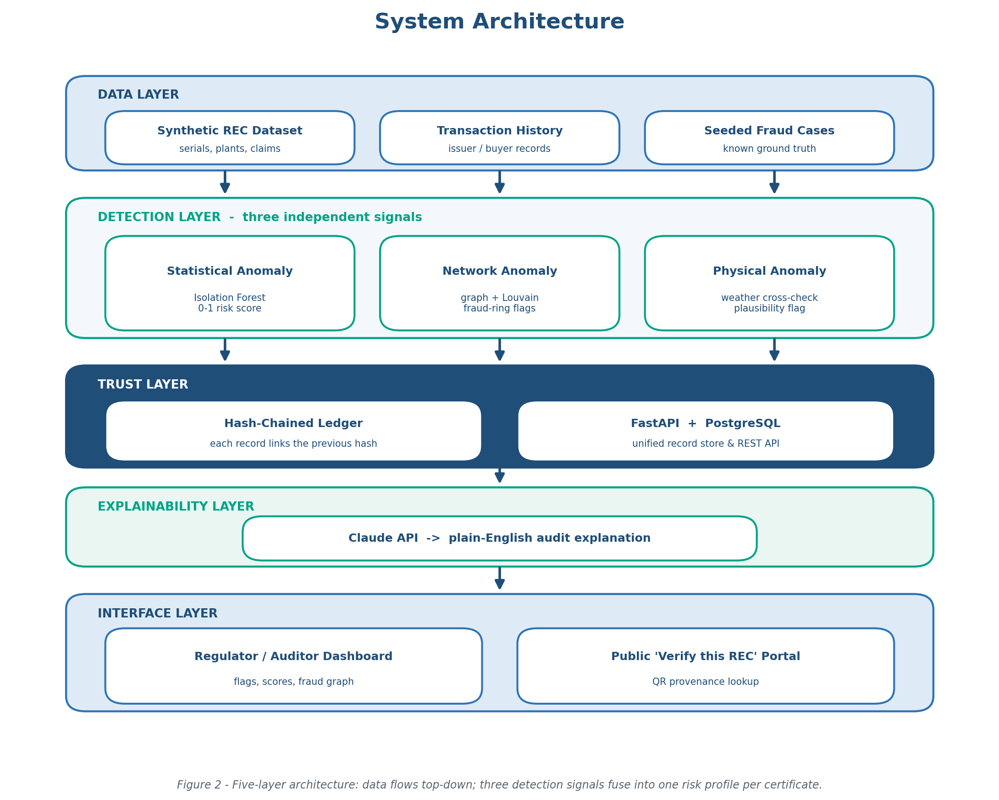 System Architecture
DATA LAYER
Synthetic REC Dataset
serials, plants, claims
Transaction History
issuer / buyer records
Seeded Fraud Cases
known ground truth
DETECTION LAYER  -  three independent signals
Statistical Anomaly
Isolation Forest
0-1 risk score
Network Anomaly
graph + Louvain
fraud-ring flags
Physical Anomaly
weather cross-check
plausibility flag
TRUST LAYER
Hash-Chained Ledger
each record links the previous hash
FastAPI  +  PostgreSQL
unified record store & REST API
EXPLAINABILITY LAYER
Claude API  ->  plain-English audit explanation
INTERFACE LAYER
Regulator / Auditor Dashboard
flags, scores, fraud graph
Public 'Verify this REC' Portal
QR provenance lookup
Figure 2 - Five-layer architecture: data flows top-down; three detection signals fuse into one risk profile per certificate.